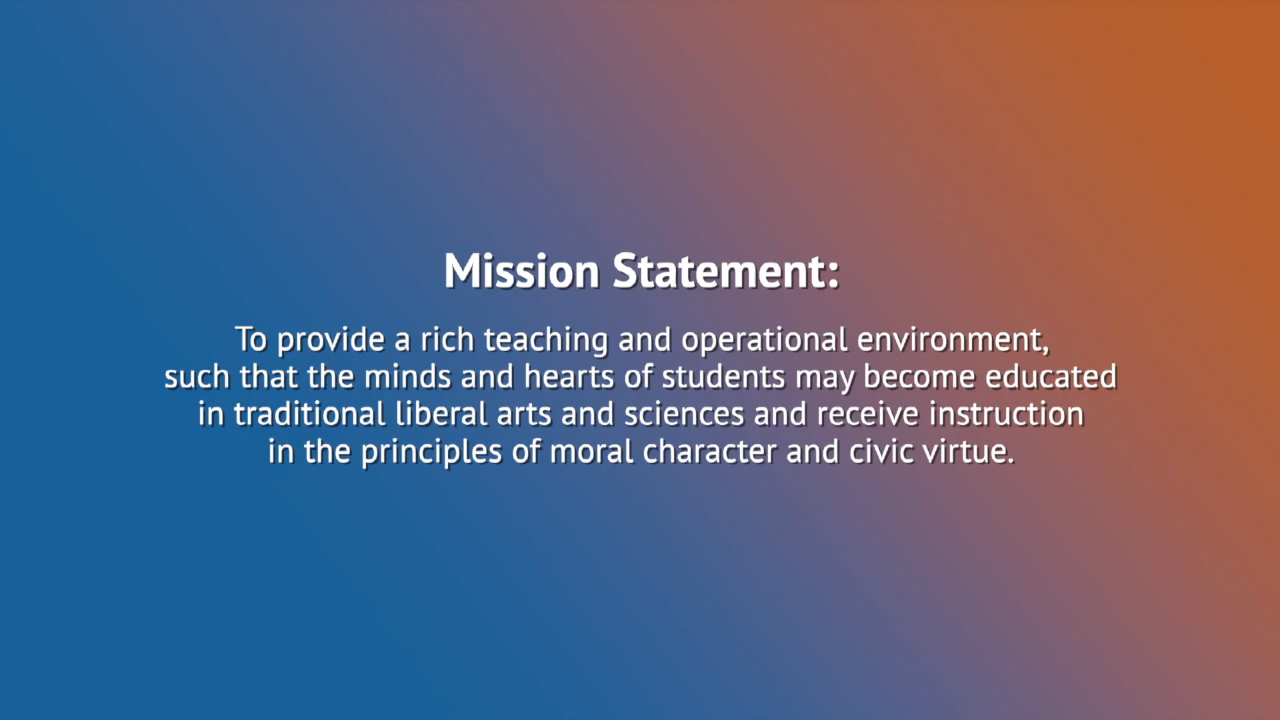 Mission Statement:
To provide a rich teaching and operational environment,
such that the minds and hearts of students may become educated
in traditional liberal arts and sciences and receive instruction
in the principles of moral character and civic virtue.